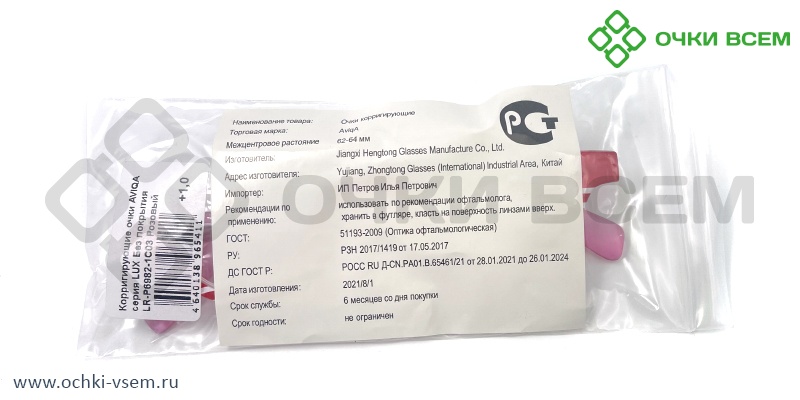 ОЧКИ ВСЕМ
Наименование товара: Очки корригирующие
Торговая марка: AviqA
Межцентровое растояние 62-64 мм
Изготовитель: Jiangxi Hengtong Glasses Manufacture Co., Ltd.
Адрес изготовителя: Yujiang, Zhongtong Glasses (International) Industrial Area, Китай
Импортер: ИП Петров Илья Петрович
Рекомендации по использовать по рекомендации офтальмолога,
применению: хранить в футляре, класть на поверхность линзами вверх.
ГОСТ: 51193-2009 (Оптика офтальмологическая)
РУ: РЗН 2017/1419 от 17.05.2017
ДС ГОСТ Р: РОСС RU Д-CN.РА01.В.65461/21 от 28.01.2021 до 26.01.2024
Дата изготовления: 2021/8/1
Срок службы: 6 месяцев со дня покупки
Срок годности: не ограничен
РСТ
Корригирующие очки AVIQA
серия LUX Без покрытия
LR-P6982-1C03 Розовый
+1,0
4640138965411
ОЧКИ ВСЕМ
www.ochki-vsem.ru